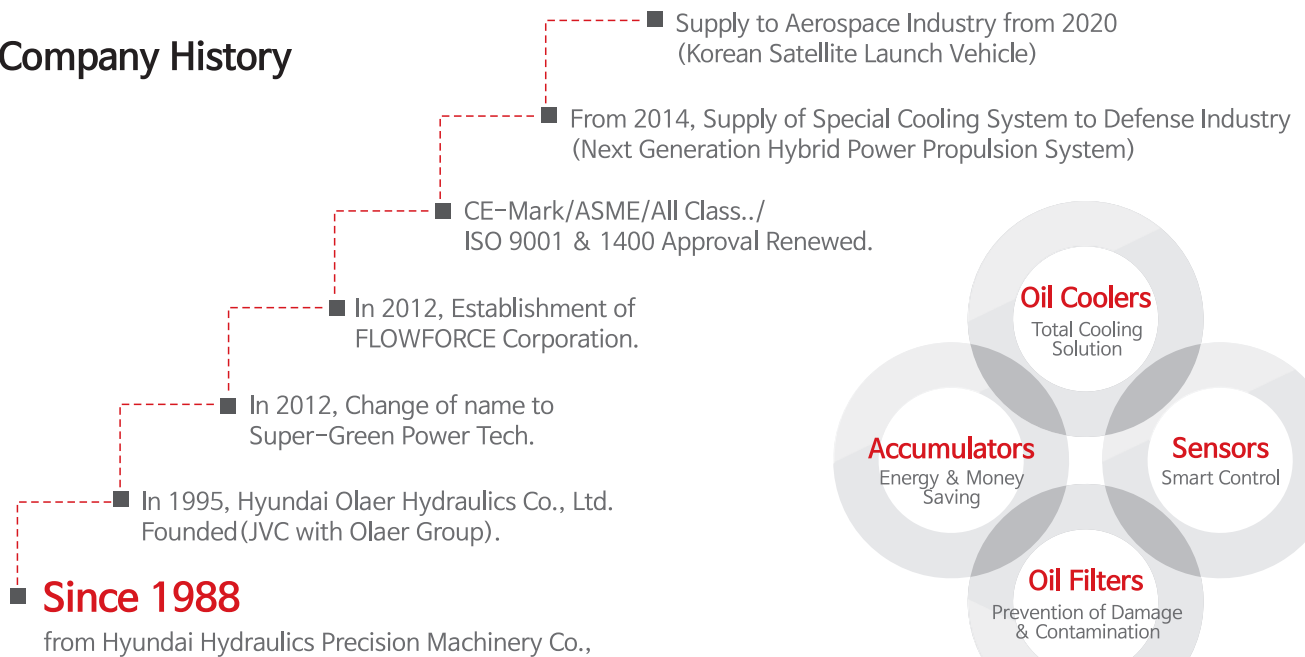 Company History
Supply to Aerospace Industry from 2020
(Korean Satellite Launch Vehicle)
From 2014, Supply of Special Cooling System to Defense Industry
(Next Generation Hybrid Power Propulsion System)
CE-Mark/ASME/All Class../
ISO 9001 & 1400 Approval Renewed.
In 2012, Establishment of
FLOWFORCE Corporation.
In 2012, Change of name to
Super-Green Power Tech.
In 1995, Hyundai Olaer Hydraulics Co., Ltd.
Founded(JVC with Olaer Group).
Since 1988
from Hyundai Hydraulics Precision Machinery Co.,
Oil Coolers
Total Cooling
Solution
Accumulators
Energy & Money
Saving
Sensors
Smart Control
Oil Filters
Prevention of Damage
& Contamination